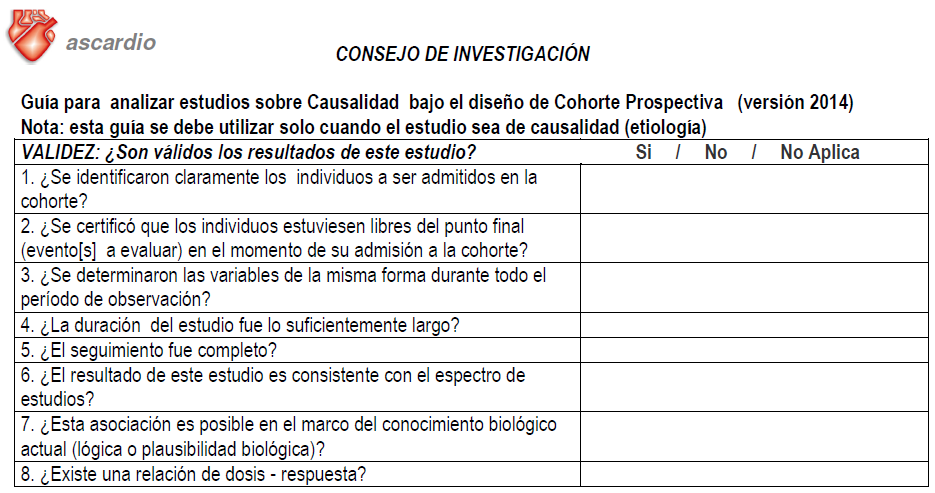 ascardio
CONSEJO DE INVESTIGACIÓN
Guía para analizar estudios sobre Causalidad bajo el diseño de Cohorte Prospectiva (versión 2014)
Nota: esta guía se debe utilizar solo cuando el estudio sea de causalidad (etiología)
VALIDEZ: ¿Son válidos los resultados de este estudio? Si / No / No Aplica
1. ¿Se identificaron claramente los individuos a ser admitidos en la
cohorte?
2. ¿Se certificó que los individuos estuviesen libres del punto final
(evento[s] a evaluar) en el momento de su admisión a la cohorte?
3. ¿Se determinaron las variables de la misma forma durante todo el
período de observación?
4. ¿La duración del estudio fue lo suficientemente largo?
5. ¿El seguimiento fue completo?
6. ¿El resultado de este estudio es consistente con el espectro de
estudios?
7. ¿Esta asociación es posible en el marco del conocimiento biológico
actual (lógica o plausibilidad biológica)?
8. ¿Existe una relación de dosis - respuesta?